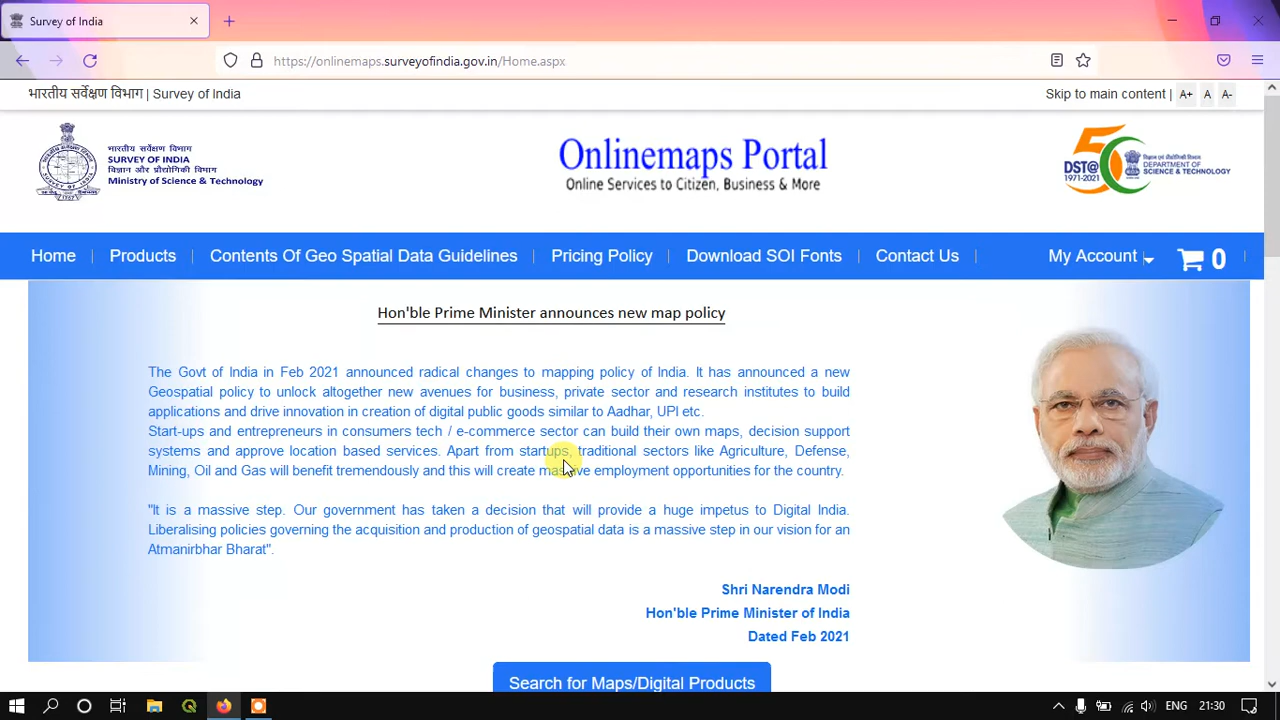 Survey of India
https://onlinemaps.surveyofindia.gov.in/Home.aspx
भारतीय सर्वेक्षण विभाग | Survey of India
Skip to main content | A+ A A-
भारतीय सर्वेक्षण विभाग
SURVEY OF INDIA
विज्ञान और प्रौद्योगिकी विभाग
Ministry of Science & Technology
Onlinemaps Portal
Online Services to Citizen, Business & More
DST@50
1971-2021
विज्ञान एवं प्रौद्योगिकी विभाग
DEPARTMENT OF
SCIENCE & TECHNOLOGY
Home | Products | Contents Of Geo Spatial Data Guidelines | Pricing Policy | Download SOI Fonts | Contact Us | My Account 0
Hon'ble Prime Minister announces new map policy
The Govt of India in Feb 2021 announced radical changes to mapping policy of India. It has announced a new
Geospatial policy to unlock altogether new avenues for business, private sector and research institutes to build
applications and drive innovation in creation of digital public goods similar to Aadhar, UPI etc.
Start-ups and entrepreneurs in consumers tech / e-commerce sector can build their own maps, decision support
systems and approve location based services. Apart from startups, traditional sectors like Agriculture, Defense,
Mining, Oil and Gas will benefit tremendously and this will create massive employment opportunities for the country.
"It is a massive step. Our government has taken a decision that will provide a huge impetus to Digital India.
Liberalising policies governing the acquisition and production of geospatial data is a massive step in our vision for an
Atmanirbhar Bharat".
Shri Narendra Modi
Hon'ble Prime Minister of India
Dated Feb 2021
Search for Maps/Digital Products
ENG 21:30